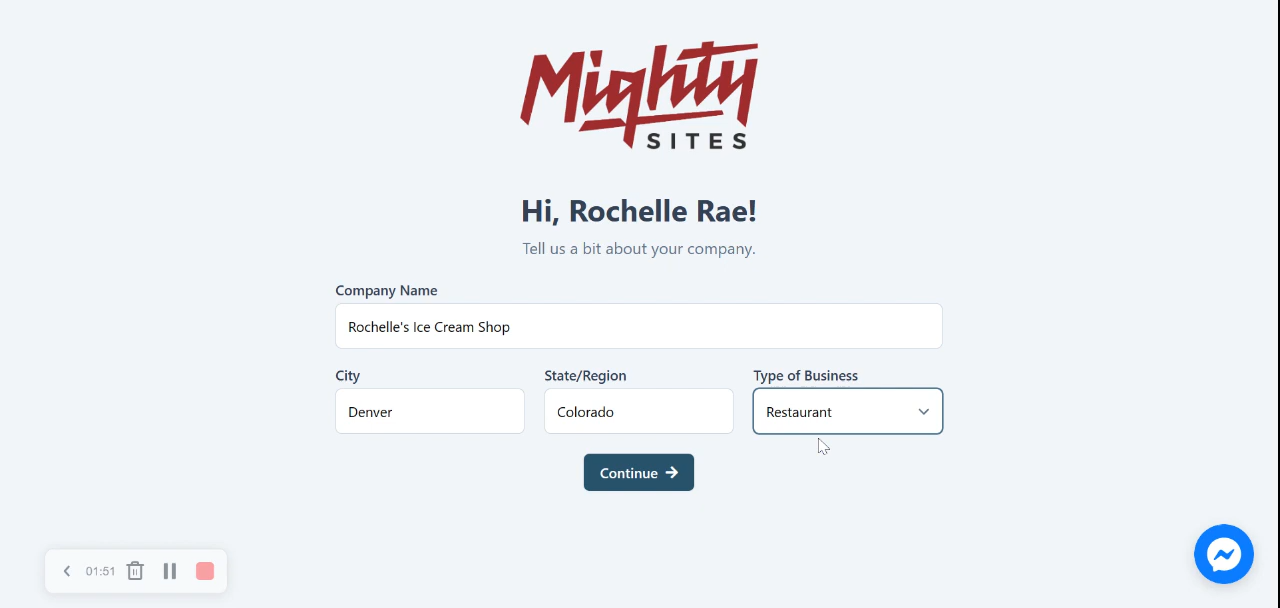 Mighty
SITES
Hi, Rochelle Rae!
Tell us a bit about your company.
Company Name
Rochelle's Ice Cream Shop
City State/Region Type of Business
Denver Colorado Restaurant
Continue
01:51